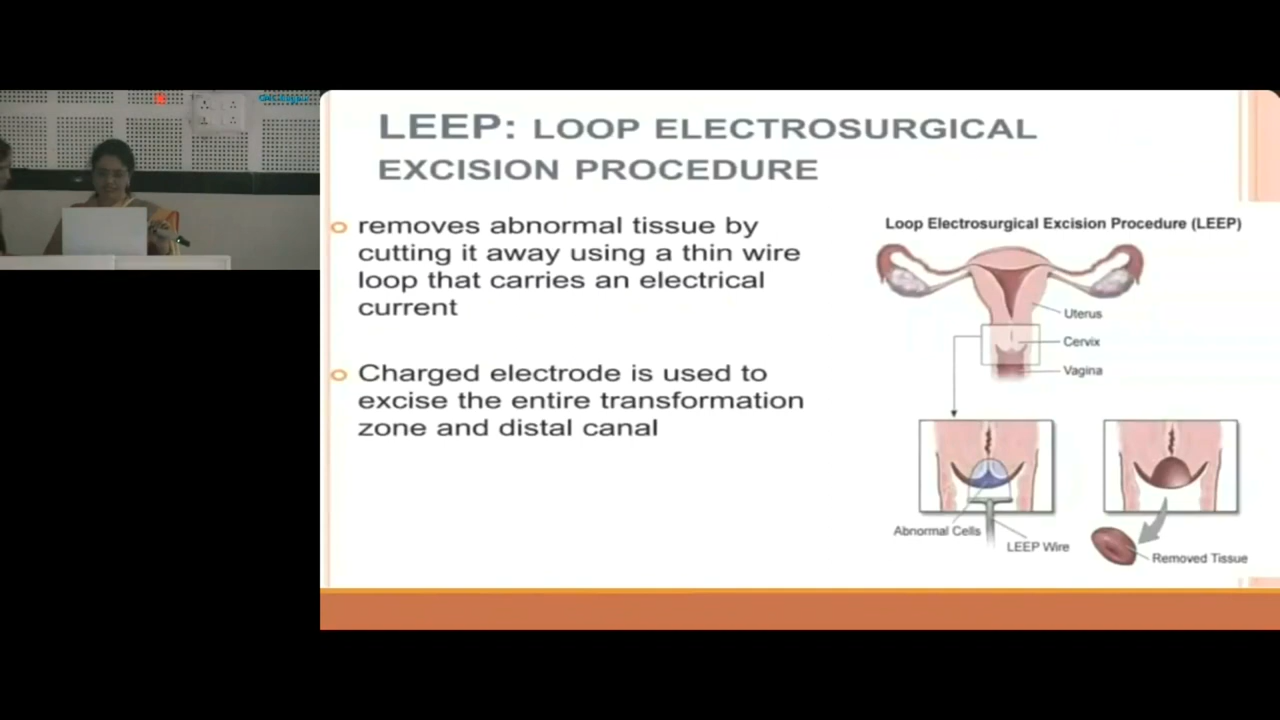 LEEP: LOOP ELECTROSURGICAL
EXCISION PROCEDURE
removes abnormal tissue by
cutting it away using a thin wire
loop that carries an electrical
current
Charged electrode is used to
excise the entire transformation
zone and distal canal
Loop Electrosurgical Excision Procedure (LEEP)
Uterus
Cervix
Vagina
Abnormal Cells
LEEP Wire
Removed Tissue